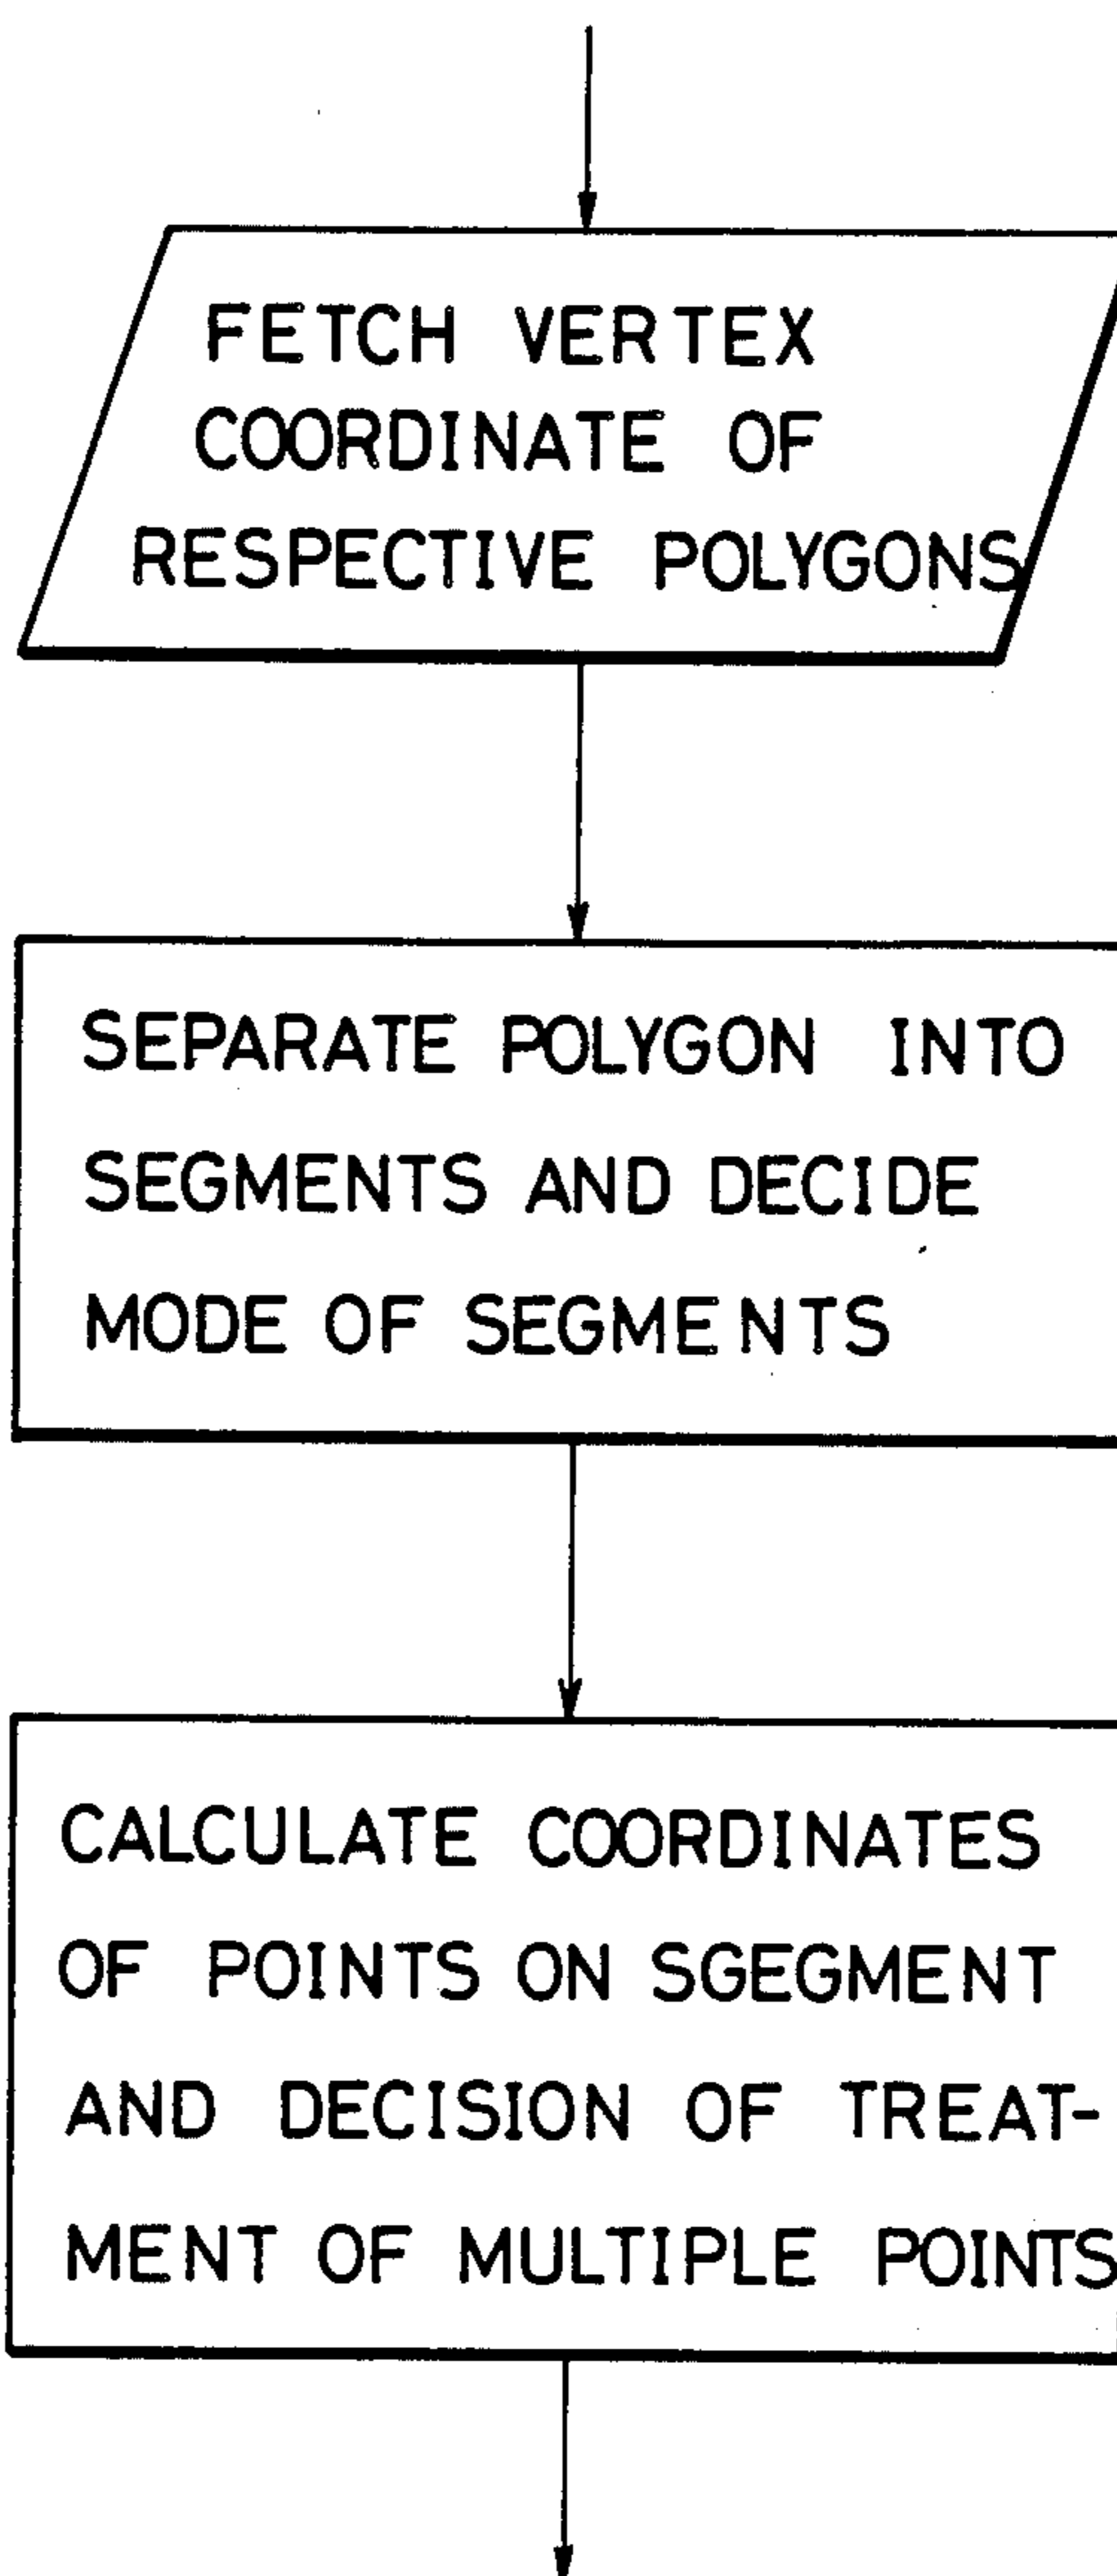 FETCH VERTEX
COORDINATE OF
RESPECTIVE POLYGONS
SEPARATE POLYGON INTO
SEGMENTS AND DECIDE
MODE OF SEGMENTS
CALCULATE COORDINATES
OF POINTS ON SGEGMENT
AND DECISION OF TREAT-
MENT OF MULTIPLE POINTS